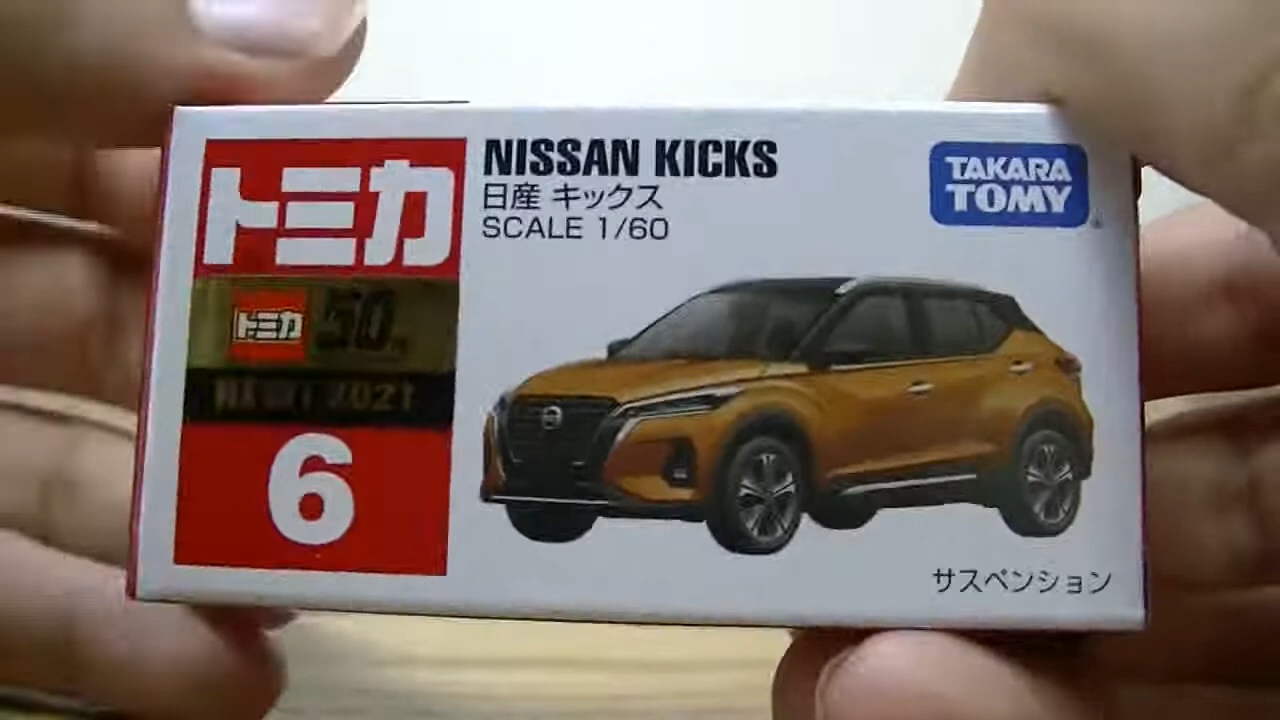 トミカ
NISSAN KICKS
日産 キックス
SCALE 1/60
TAKARA
TOMY
トミカ
50
2021
6
サスペンション